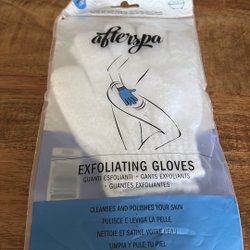 afterspa
EXFOLIATING GLOVES
GUANTI ESFOLIANTI • GANTS EXFOLIANTS
• GUANTES EXFOLIANTES
CLEANSES AND POLISHES YOUR SKIN
PULISCE E LEVIGA LA PELLE
NETTOIE ET SATINE VOTRE PEAU
LIMPIA Y PULE TU PIEL